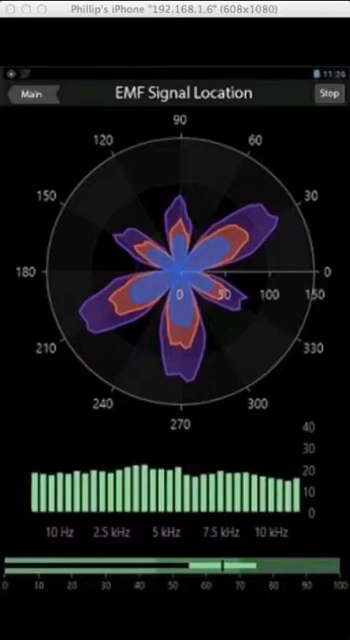 Phillip's iPhone "192.168.1.6" (608x1080)
11:26
Main EMF Signal Location Stop
90
120 60
150 30
180 0 50 100 150 0
210 330
240 300
270
40
30
20
10
0
10 Hz 2.5 kHz 5 kHz 7.5 kHz 10 kHz
0 10 20 30 40 50 60 70 80 90 100